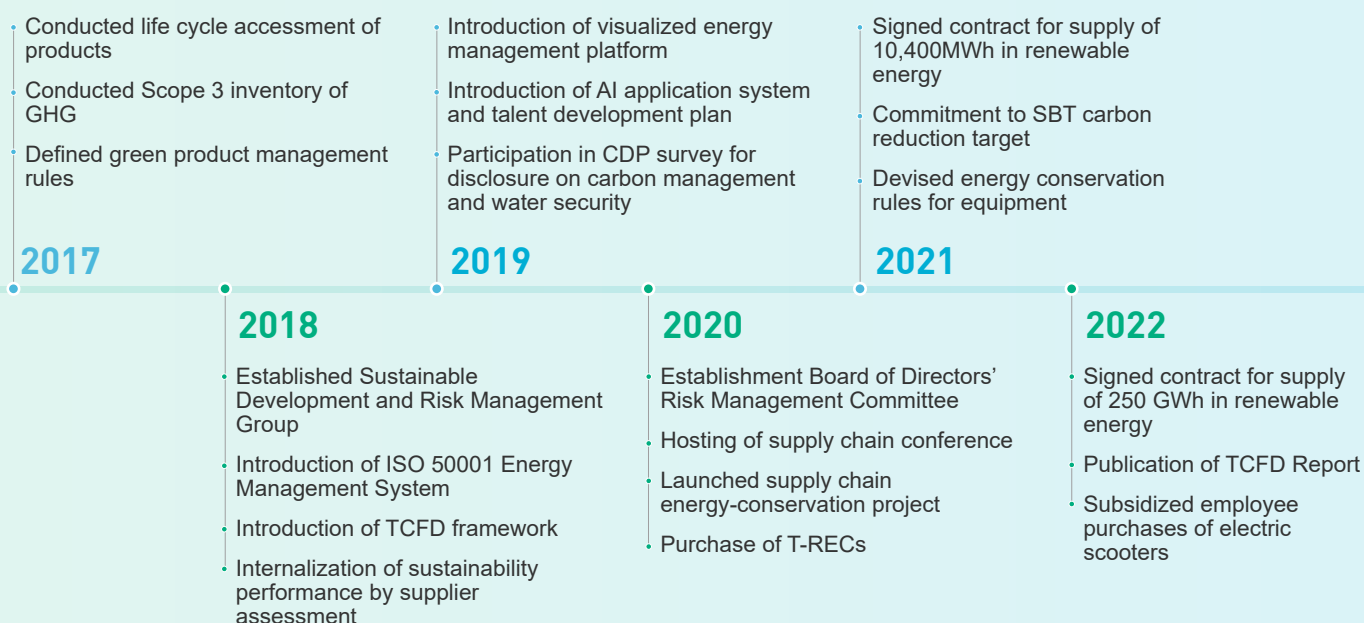 Conducted life cycle accessment of
products
Conducted Scope 3 inventory of
GHG
Defined green product management
rules
2017
Established Sustainable
Development and Risk Management
Group
Introduction of ISO 50001 Energy
Management System
Introduction of TCFD framework
Internalization of sustainability
performance by supplier
assessment
2018
Introduction of visualized energy
management platform
Introduction of AI application system
and talent development plan
Participation in CDP survey for
disclosure on carbon management
and water security
2019
2020
Establishment Board of Directors’
Risk Management Committee
Hosting of supply chain conference
Launched supply chain
energy-conservation project
Purchase of T-RECs
Signed contract for supply of
10,400MWh in renewable
energy
Commitment to SBT carbon
reduction target
Devised energy conservation
rules for equipment
2021
2022
Signed contract for supply
of 250 GWh in renewable
energy
Publication of TCFD Report
Subsidized employee
purchases of electric
scooters